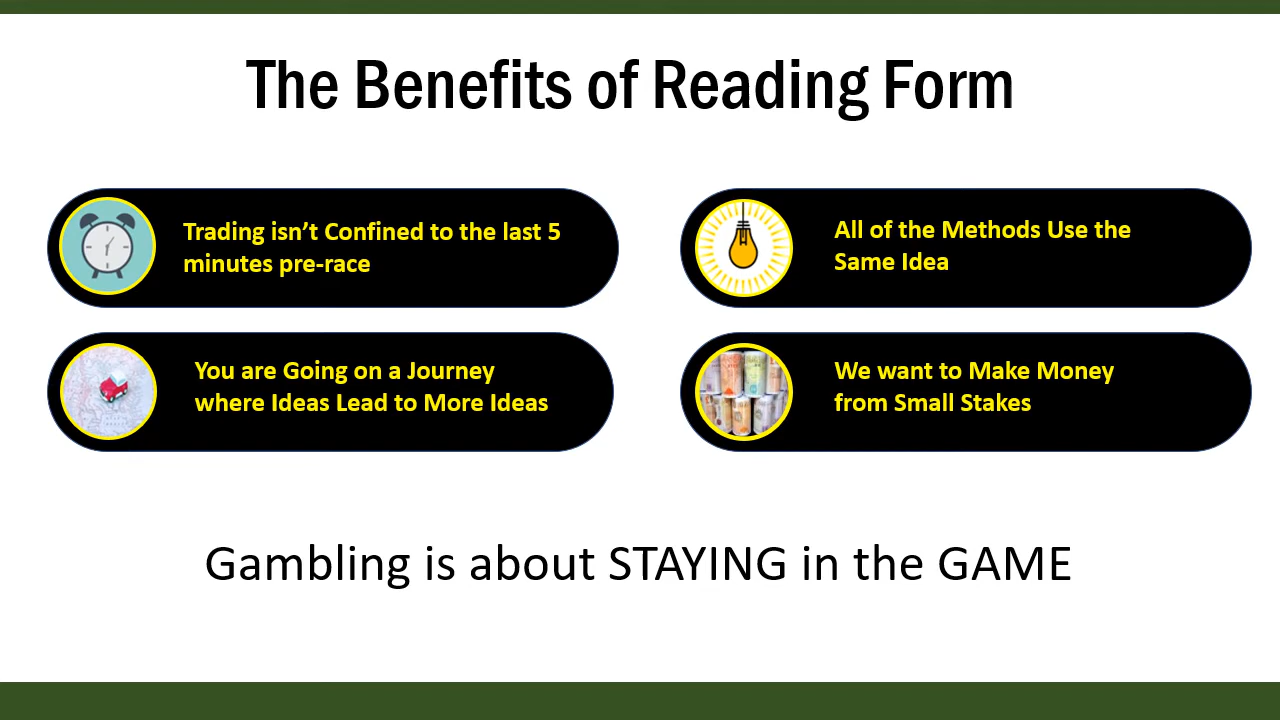 The Benefits of Reading Form
Trading isn’t Confined to the last 5
minutes pre-race
All of the Methods Use the
Same Idea
You are Going on a Journey
where Ideas Lead to More Ideas
We want to Make Money
from Small Stakes
Gambling is about STAYING in the GAME